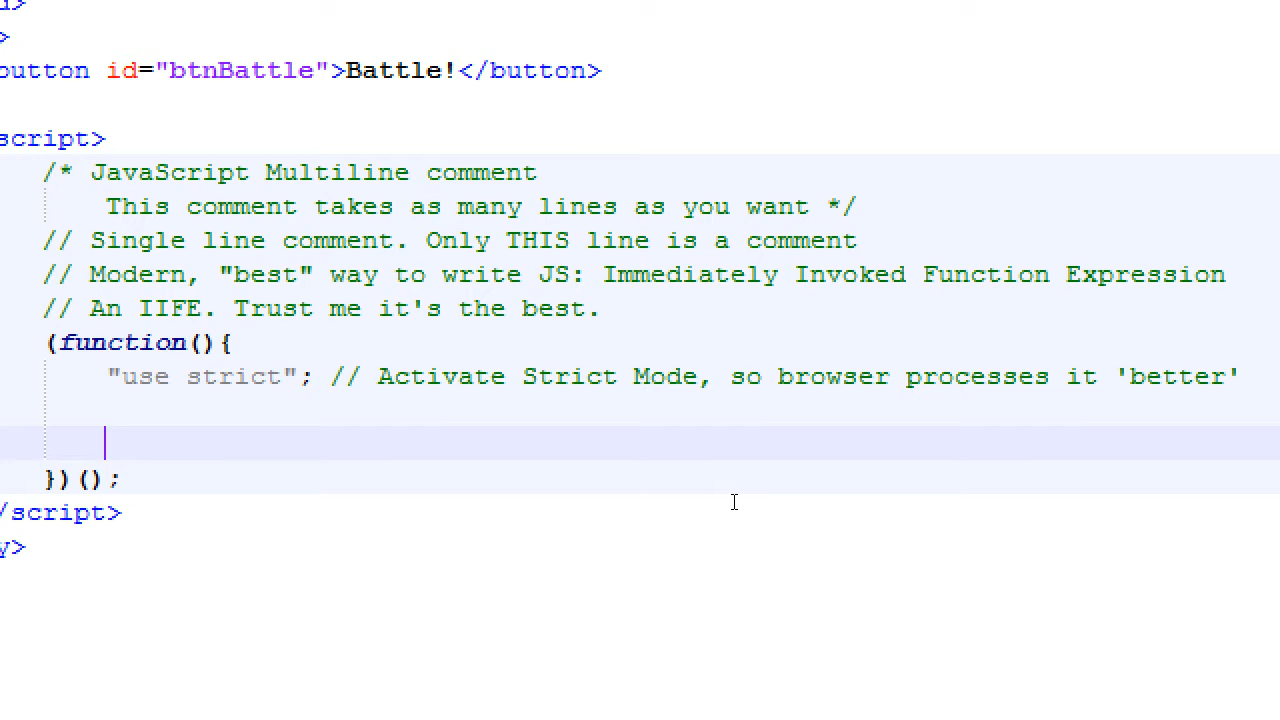 i>
>
button id="btnBattle">Battle!</button>
script>
/* JavaScript Multiline comment
This comment takes as many lines as you want */
// Single line comment. Only THIS line is a comment
// Modern, "best" way to write JS: Immediately Invoked Function Expression
// An IIFE. Trust me it's the best.
(function(){
"use strict"; // Activate Strict Mode, so browser processes it 'better'
})();
/script>
y>